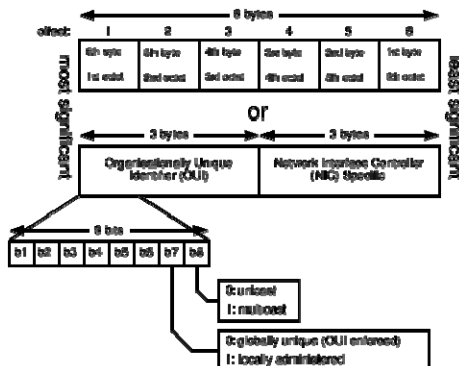 6 bytes
offset: 1 2 3 4 5 6
6th byte 5th byte 4th byte 3re byte 2nd byte 1st byte
1st octet 2nd octet 3rd octet 4th octet 5th octet 6th octet
most significant
least significant
or
3 bytes 3 bytes
Organisationally Unique Identifier (OUI)
Network Interface Controller (NIC) Specific
8 bits
b1 b2 b3 b4 b5 b6 b7 b8
0: unicast
1: multicast
0: globally unique (OUI enforced)
1: locally administered